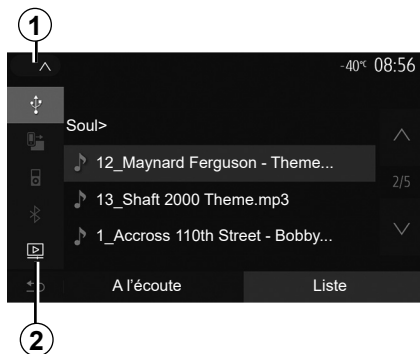 1
-40°C 08:56
Soul>
12_Maynard Ferguson - Theme...
13_Shaft 2000 Theme.mp3
2/5
1_Accross 110th Street - Bobby...
A l'écoute
Liste
2